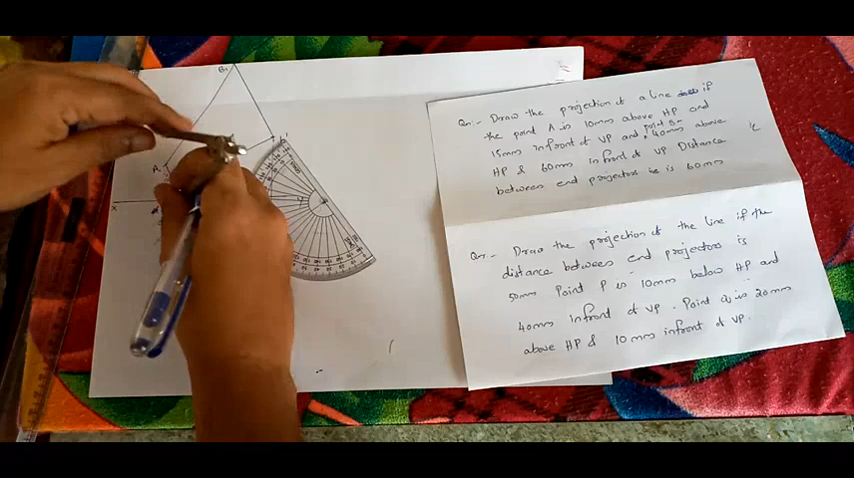 Qn:- Draw the projection of a line if
the point A is 10mm above HP and
15mm infront of VP and point B is 40mm above
HP & 60mm infront of VP Distance
between end projectors is 60mm
Qn:- Draw the projection of the line if the
distance between end projectors is
50mm Point P is 10mm below HP and
40mm infront of VP. Point Q is 20mm
above HP & 10mm infront of VP.
B1
b'
A
X